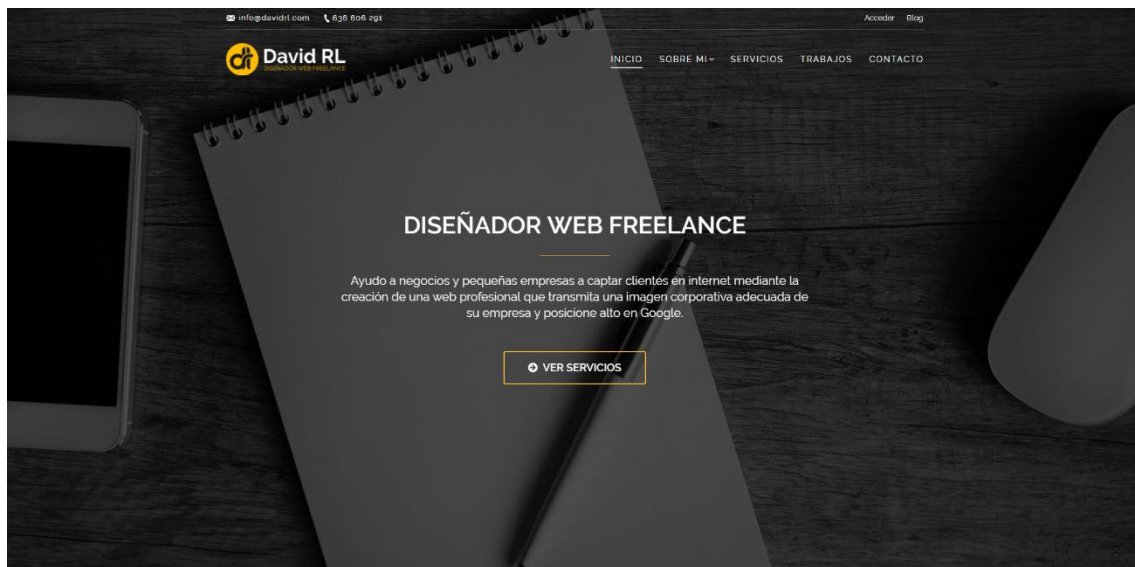 info@davidrl.com 636 606 291 Acceder Blog
David RL
DISEÑADOR WEB FREELANCE
INICIO SOBRE MI SERVICIOS TRABAJOS CONTACTO
DISEÑADOR WEB FREELANCE
Ayudo a negocios y pequeñas empresas a captar clientes en internet mediante la
creación de una web profesional que transmita una imagen corporativa adecuada de
su empresa y posicione alto en Google.
VER SERVICIOS